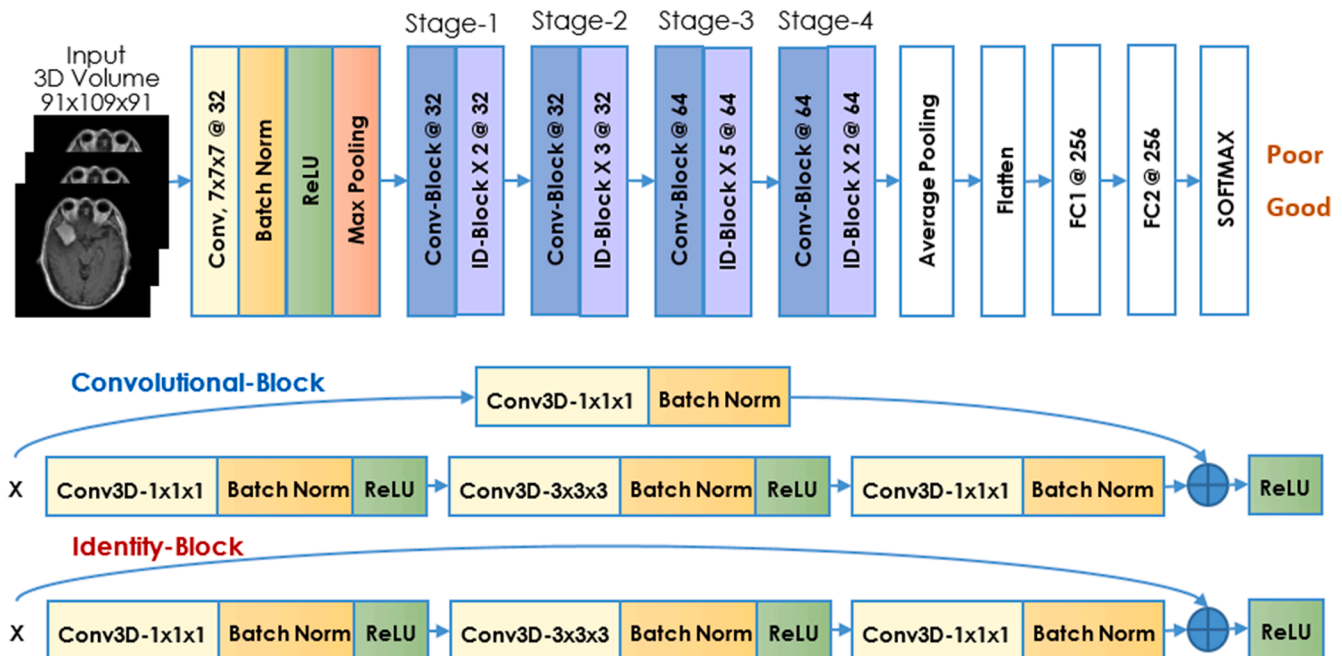 Stage-1 Stage-2 Stage-3 Stage-4
Input
3D Volume
91x109x91
Conv, 7x7x7 @ 32
Batch Norm
ReLU
Max Pooling
Conv-Block @ 32
ID-Block X 2 @ 32
Conv-Block @ 32
ID-Block X 3 @ 32
Conv-Block @ 64
ID-Block X 5 @ 64
Conv-Block @ 64
ID-Block X 2 @ 64
Average Pooling
Flatten
FC1 @ 256
FC2 @ 256
SOFTMAX
Poor
Good
Convolutional-Block
Conv3D-1x1x1 Batch Norm
X Conv3D-1x1x1 Batch Norm ReLU Conv3D-3x3x3 Batch Norm ReLU Conv3D-1x1x1 Batch Norm ReLU
Identity-Block
X Conv3D-1x1x1 Batch Norm ReLU Conv3D-3x3x3 Batch Norm ReLU Conv3D-1x1x1 Batch Norm ReLU